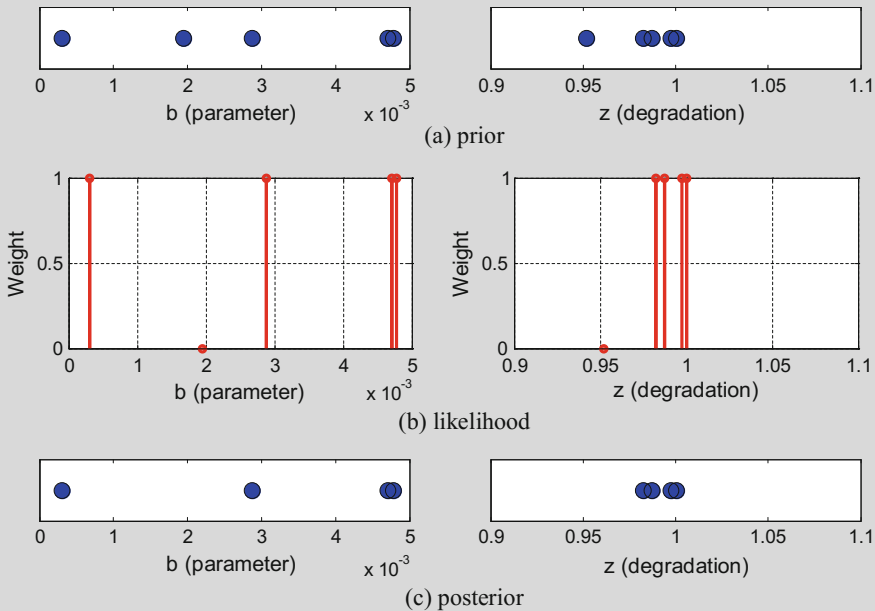 0 1 2 3 4 5
b (parameter)
x 10⁻³
0.9 0.95 1 1.05 1.1
z (degradation)
(a) prior
Weight
1
0.5
0
0 1 2 3 4 5
b (parameter)
x 10⁻³
1
0.5
0
0.9 0.95 1 1.05 1.1
z (degradation)
(b) likelihood
0 1 2 3 4 5
b (parameter)
x 10⁻³
0.9 0.95 1 1.05 1.1
z (degradation)
(c) posterior